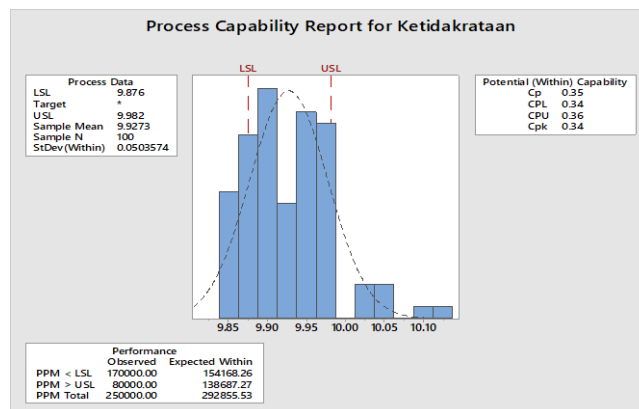 Process Capability Report for Ketidakrataan
LSL USL
Process Data
LSL 9.876
Target *
USL 9.982
Sample Mean 9.9273
Sample N 100
StDev(Within) 0.0503574
Potential (Within) Capability
Cp 0.35
CPL 0.34
CPU 0.36
Cpk 0.34
9.85 9.90 9.95 10.00 10.05 10.10
Performance
Observed Expected Within
PPM < LSL 170000.00 154168.26
PPM > USL 80000.00 138687.27
PPM Total 250000.00 292855.53